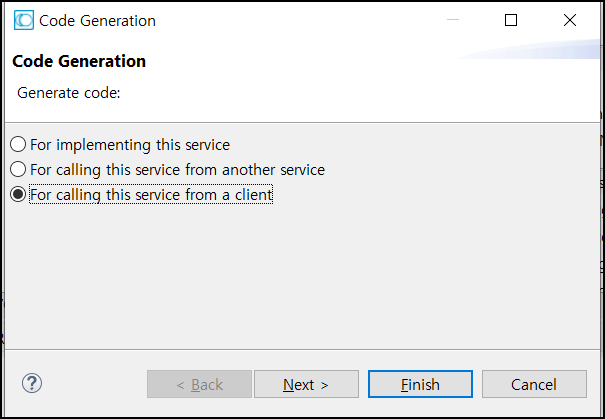 Code Generation
Code Generation
Generate code:
For implementing this service
For calling this service from another service
For calling this service from a client
?
< Back
Next >
Finish
Cancel